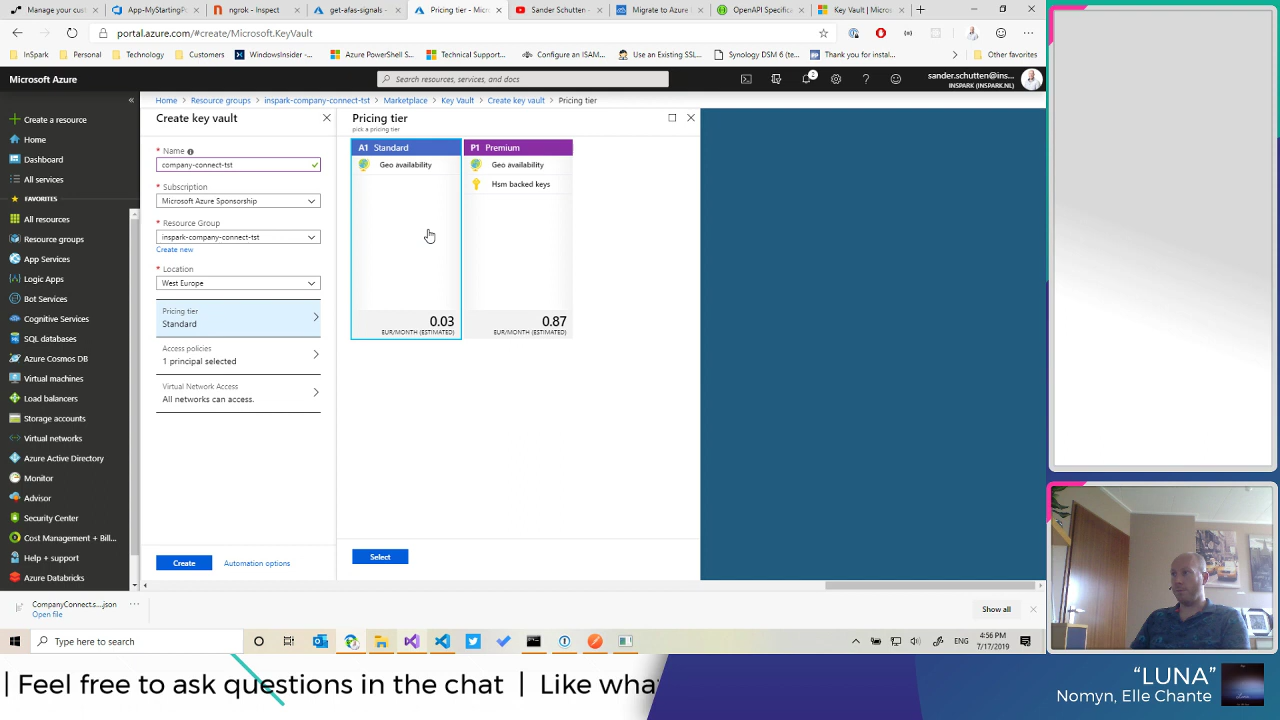 Manage your cust
App-MyStartingP
ngrok - Inspect
get-afas-signals -
Pricing tier - Mic
Sander Schutten
Migrate to Azure
OpenAPI Specific
Key Vault | Micros
portal.azure.com/#create/Microsoft.KeyVault
InSpark
Personal
Technology
Customers
WindowsInsider
Azure PowerShell S...
Technical Support...
Configure an ISAM...
Use an Existing SSL...
Synology DSM 6 (te...
Thank you for instal...
Other favorites
Microsoft Azure
Search resources, services, and docs
sander.schutten@ins...
INSPARK (INSPARK.NL)
Home > Resource groups > inspark-company-connect-tst > Marketplace > Key Vault > Create key vault > Pricing tier
Create a resource
Home
Dashboard
All services
FAVORITES
All resources
Resource groups
App Services
Logic Apps
Bot Services
Cognitive Services
SQL databases
Azure Cosmos DB
Virtual machines
Load balancers
Storage accounts
Virtual networks
Azure Active Directory
Monitor
Advisor
Security Center
Cost Management + Bill...
Help + support
Azure Databricks
Create key vault
* Name
company-connect-tst
* Subscription
Microsoft Azure Sponsorship
* Resource Group
inspark-company-connect-tst
Create new
* Location
West Europe
Pricing tier
Standard
Access policies
1 principal selected
Virtual Network Access
All networks can access.
Create
Automation options
Pricing tier
pick a pricing tier
A1 Standard
Geo availability
0.03
EUR/MONTH (ESTIMATED)
P1 Premium
Geo availability
Hsm backed keys
0.87
EUR/MONTH (ESTIMATED)
Select
CompanyConnect.s...json
Open file
Show all
Type here to search
ENG
4:56 PM
7/17/2019
| Feel free to ask questions in the chat | Like wha
"LUNA"
Nomyn, Elle Chante